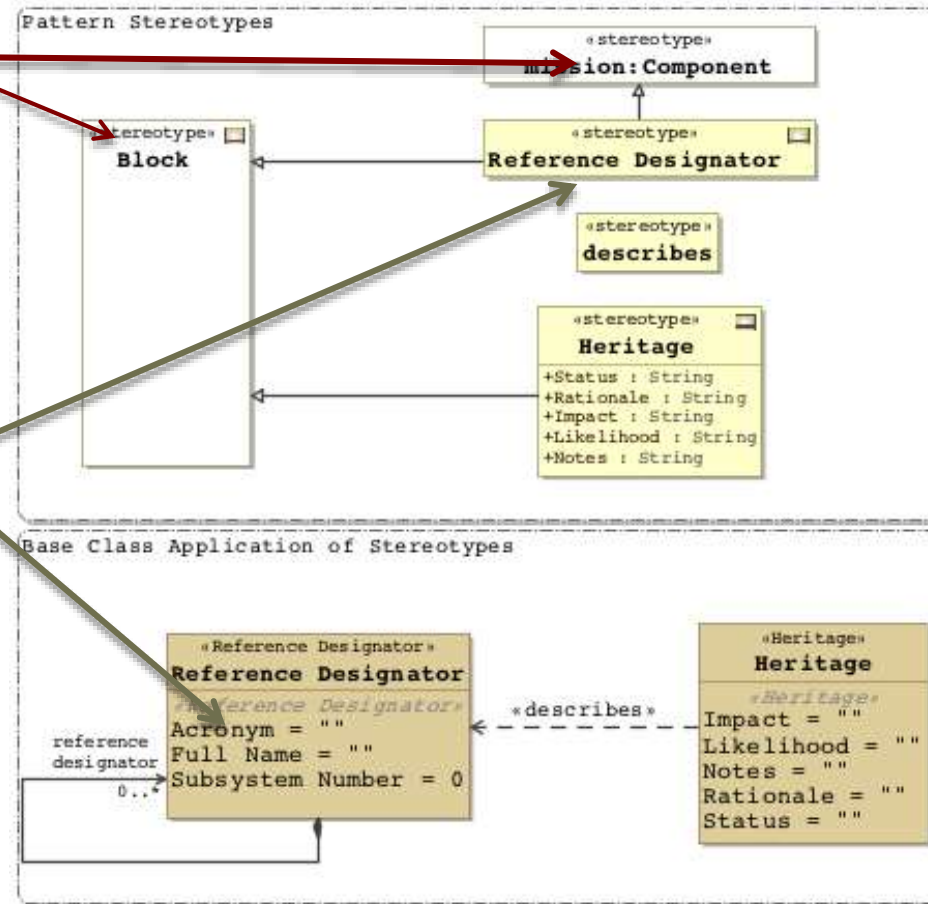 Pattern Stereotypes
«stereotype»
mission:Component
«stereotype»
Block
«stereotype»
Reference Designator
«stereotype»
describes
«stereotype»
Heritage
+Status : String
+Rationale : String
+Impact : String
+Likelihood : String
+Notes : String
Base Class Application of Stereotypes
«Reference Designator»
Reference Designator
«Reference Designator»
Acronym = ""
Full Name = ""
Subsystem Number = 0
reference
designator
0..*
«describes»
«Heritage»
Heritage
«Heritage»
Impact = ""
Likelihood = ""
Notes = ""
Rationale = ""
Status = ""